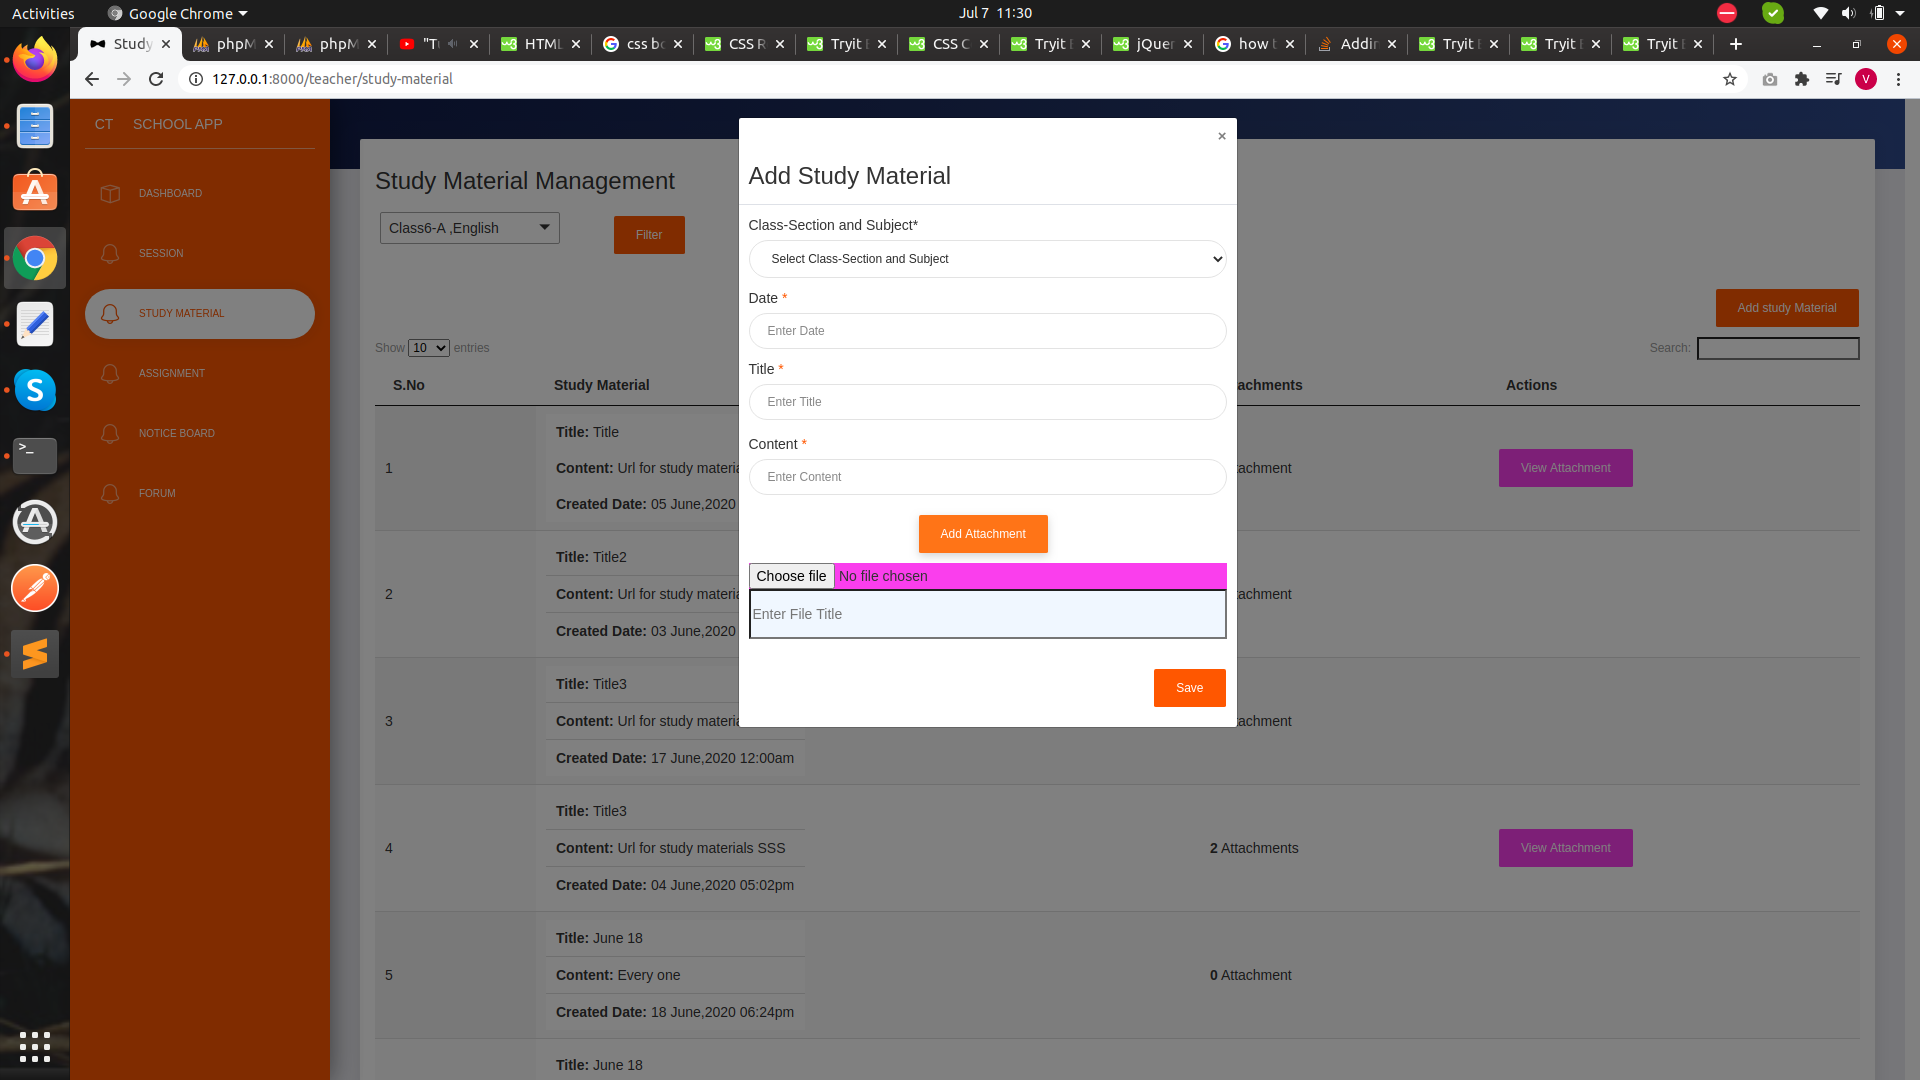 Activities
Google Chrome
Jul 7 11:30
Study
phpM
phpM
"Tu
HTML
css bo
CSS R
Tryit E
CSS C
Tryit E
jQuer
how t
Addin
Tryit E
Tryit E
Tryit E
127.0.0.1:8000/teacher/study-material
V
CT SCHOOL APP
DASHBOARD
SESSION
STUDY MATERIAL
ASSIGNMENT
NOTICE BOARD
FORUM
Study Material Management
Class6-A ,English
Filter
Add study Material
Show 10 entries
Search:
S.No
Study Material
achments
Actions
1
Title: Title
Content: Url for study materia
Created Date: 05 June,2020
tachment
View Attachment
2
Title: Title2
Content: Url for study materia
Created Date: 03 June,2020
achment
3
Title: Title3
Content: Url for study materia
Created Date: 17 June,2020 12:00am
achment
4
Title: Title3
Content: Url for study materials SSS
Created Date: 04 June,2020 05:02pm
2 Attachments
View Attachment
5
Title: June 18
Content: Every one
Created Date: 18 June,2020 06:24pm
0 Attachment
Title: June 18
×
Add Study Material
Class-Section and Subject*
Select Class-Section and Subject
Date *
Enter Date
Title *
Enter Title
Content *
Enter Content
Add Attachment
Choose file No file chosen
Enter File Title
Save